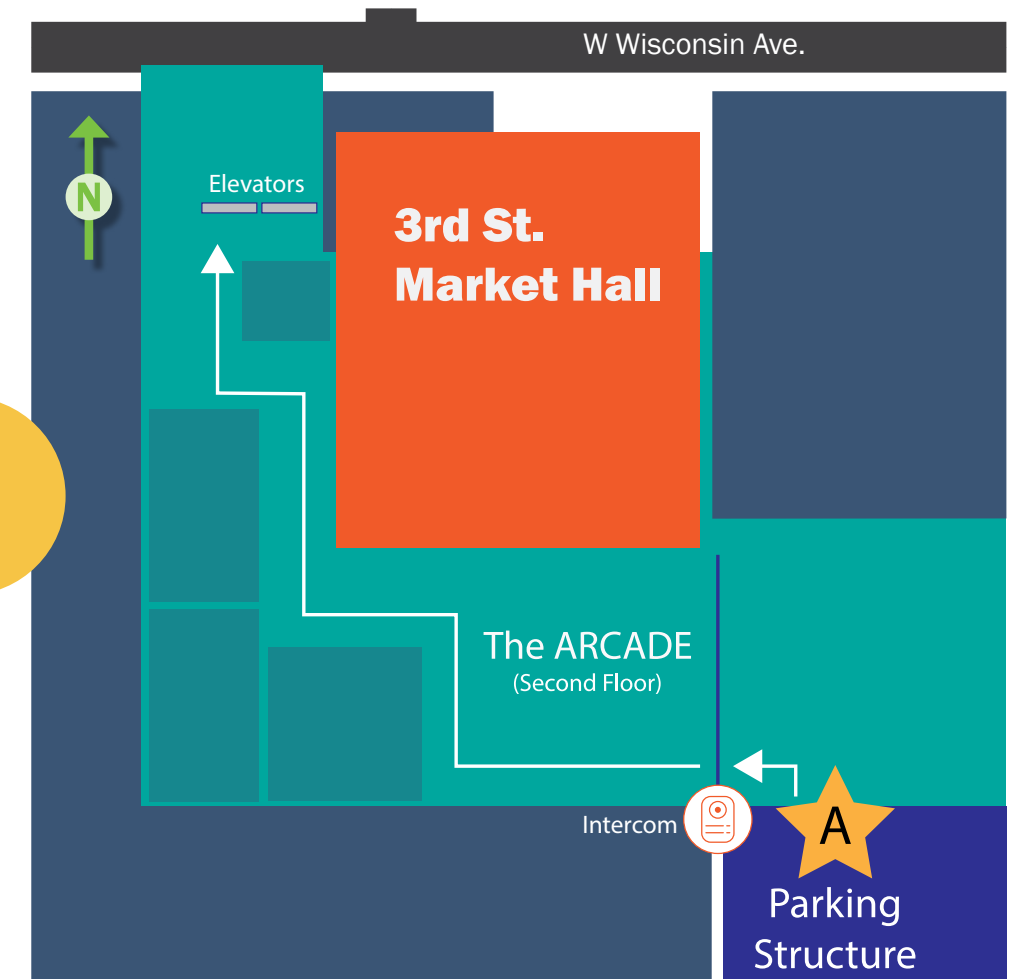 W Wisconsin Ave.
N
Elevators
3rd St.
Market Hall
The ARCADE
(Second Floor)
Intercom
A
Parking
Structure